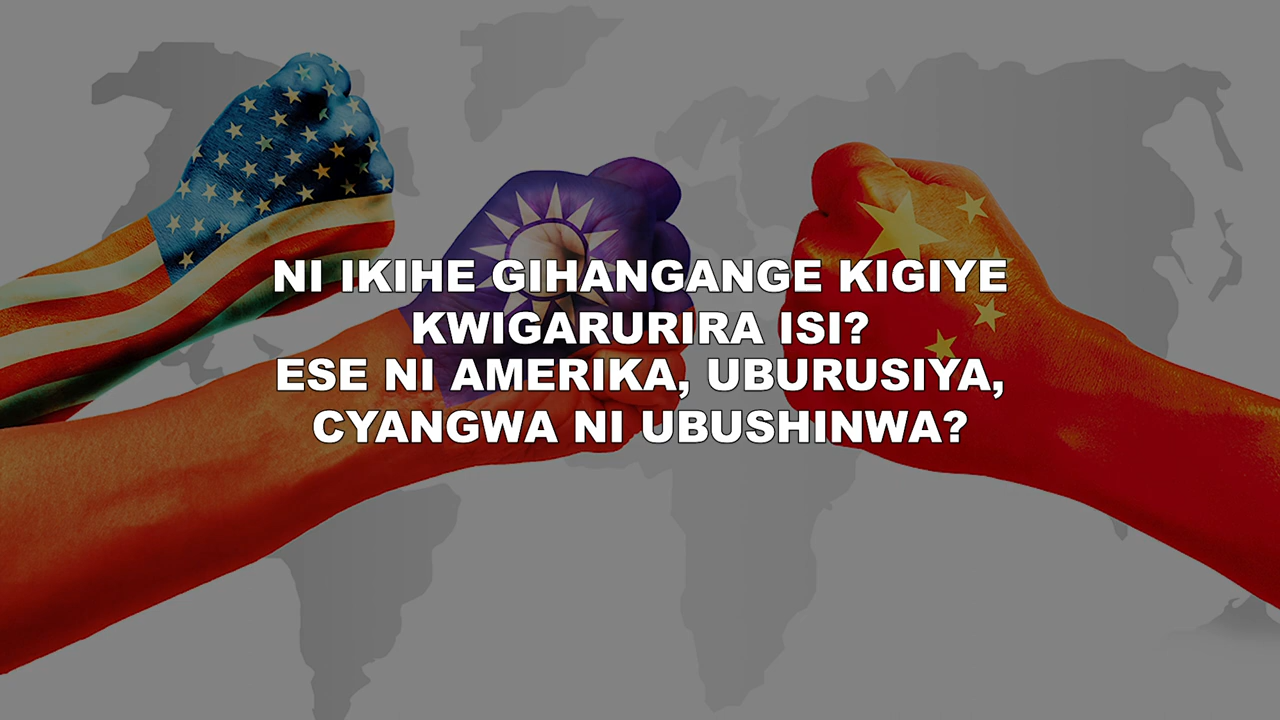 NI IKIHE GIHANGANGE KIGIYE
KWIGARURIRA ISI?
ESE NI AMERIKA, UBURUSIYA,
CYANGWA NI UBUSHINWA?